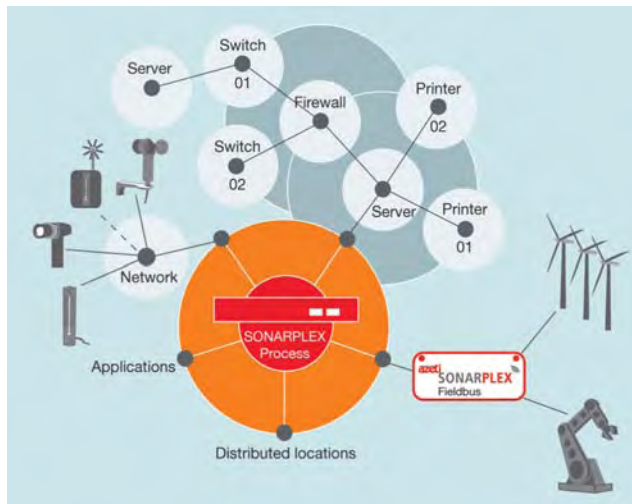 Switch
01
Server
Firewall
Printer
02
Switch
02
Server
Printer
01
Network
SONARPLEX
Process
Applications
azeti
SONARPLEX
Fieldbus
Distributed locations